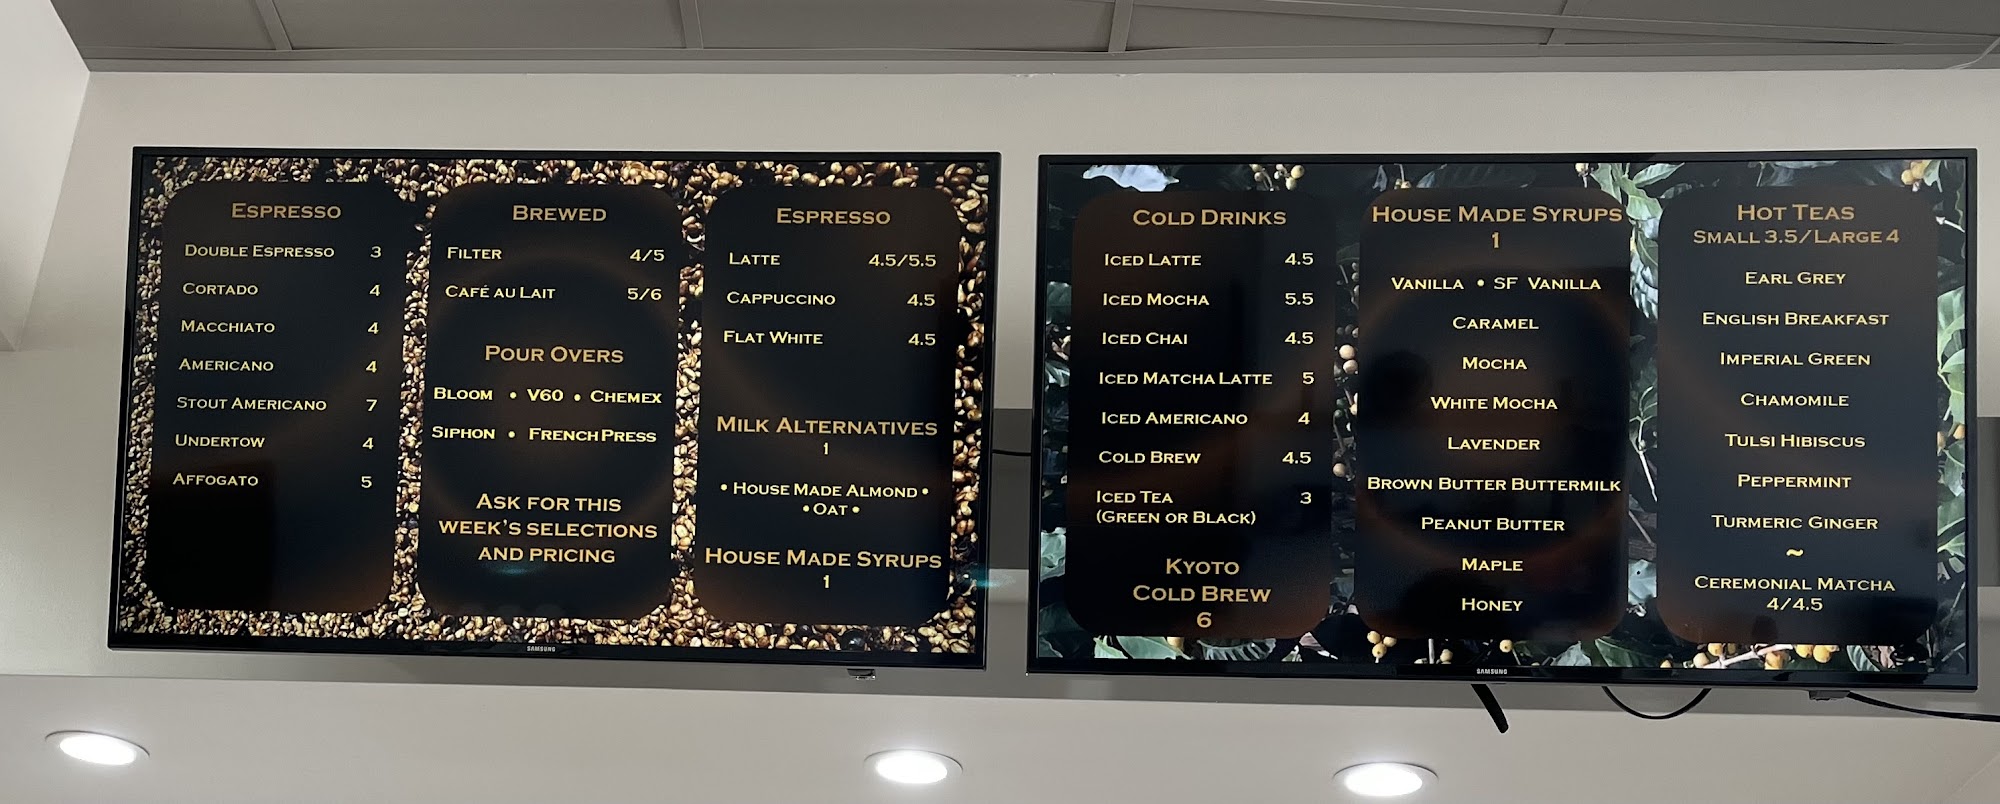 ESPRESSO
DOUBLE ESPRESSO 3
CORTADO 4
MACCHIATO 4
AMERICANO 4
STOUT AMERICANO 7
UNDERTOW 4
AFFOGATO 5
BREWED
FILTER 4/5
CAFÉ AU LAIT 5/6
POUR OVERS
BLOOM • V60 • CHEMEX
SIPHON • FRENCH PRESS
ASK FOR THIS
WEEK'S SELECTIONS
AND PRICING
ESPRESSO
LATTE 4.5/5.5
CAPPUCCINO 4.5
FLAT WHITE 4.5
MILK ALTERNATIVES
1
• HOUSE MADE ALMOND •
• OAT •
HOUSE MADE SYRUPS
1
SAMSUNG
COLD DRINKS
ICED LATTE 4.5
ICED MOCHA 5.5
ICED CHAI 4.5
ICED MATCHA LATTE 5
ICED AMERICANO 4
COLD BREW 4.5
ICED TEA 3
(GREEN OR BLACK)
KYOTO
COLD BREW
6
HOUSE MADE SYRUPS
1
VANILLA • SF VANILLA
CARAMEL
MOCHA
WHITE MOCHA
LAVENDER
BROWN BUTTER BUTTERMILK
PEANUT BUTTER
MAPLE
HONEY
HOT TEAS
SMALL 3.5/LARGE 4
EARL GREY
ENGLISH BREAKFAST
IMPERIAL GREEN
CHAMOMILE
TULSI HIBISCUS
PEPPERMINT
TURMERIC GINGER
~
CEREMONIAL MATCHA
4/4.5
SAMSUNG